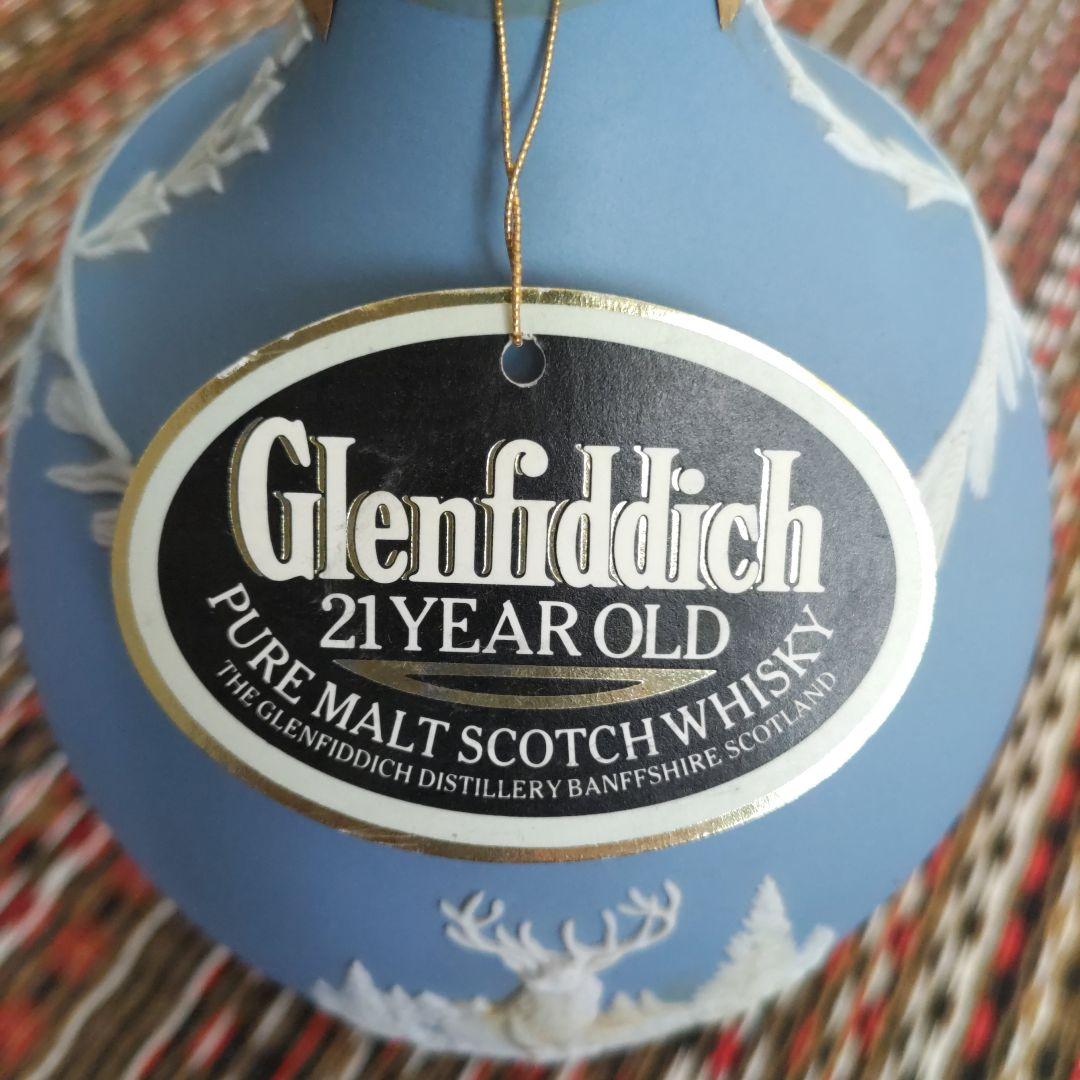 Glenfiddich
21 YEAR OLD
PURE MALT SCOTCH WHISKY
THE GLENFIDDICH DISTILLERY BANFFSHIRE SCOTLAND